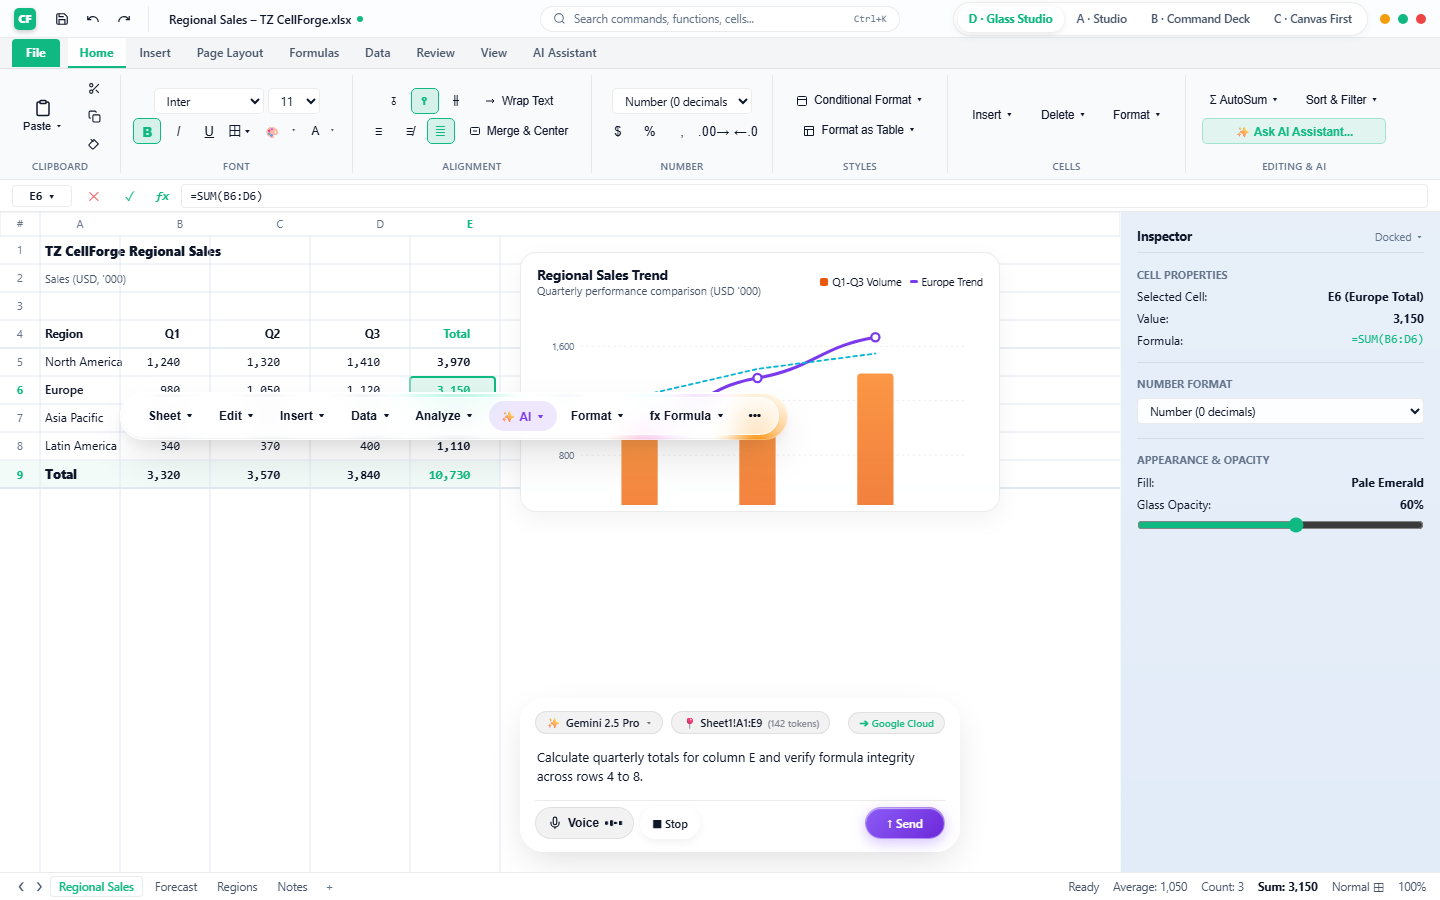 CF
Regional Sales – TZ CellForge.xlsx
Search commands, functions, cells...
Ctrl+K
D · Glass Studio
A · Studio
B · Command Deck
C · Canvas First
File
Home
Insert
Page Layout
Formulas
Data
Review
View
AI Assistant
Paste
CLIPBOARD
Inter
11
B
I
U
A
FONT
Wrap Text
Merge & Center
ALIGNMENT
Number (0 decimals
$
%
,
.00→
←.0
NUMBER
Conditional Format
Format as Table
STYLES
Insert
Delete
Format
CELLS
Σ AutoSum
Sort & Filter
Ask AI Assistant...
EDITING & AI
E6
fx
=SUM(B6:D6)
# A B C D E
1 TZ CellForge Regional Sales
2 Sales (USD, '000)
3
4 Region Q1 Q2 Q3 Total
5 North America 1,240 1,320 1,410 3,970
6 Europe 980 1,050 1,120 3,150
7 Asia Pacific
8 Latin America 340 370 400 1,110
9 Total 3,320 3,570 3,840 10,730
Sheet
Edit
Insert
Data
Analyze
AI
Format
fx Formula
•••
Regional Sales Trend
Quarterly performance comparison (USD '000)
Q1-Q3 Volume
Europe Trend
1,600
800
Gemini 2.5 Pro
Sheet1!A1:E9 (142 tokens)
➔ Google Cloud
Calculate quarterly totals for column E and verify formula integrity
across rows 4 to 8.
Voice
Stop
↑ Send
Inspector
Docked
CELL PROPERTIES
Selected Cell: E6 (Europe Total)
Value: 3,150
Formula: =SUM(B6:D6)
NUMBER FORMAT
Number (0 decimals)
APPEARANCE & OPACITY
Fill: Pale Emerald
Glass Opacity: 60%
Regional Sales
Forecast
Regions
Notes
+
Ready
Average: 1,050
Count: 3
Sum: 3,150
Normal
100%